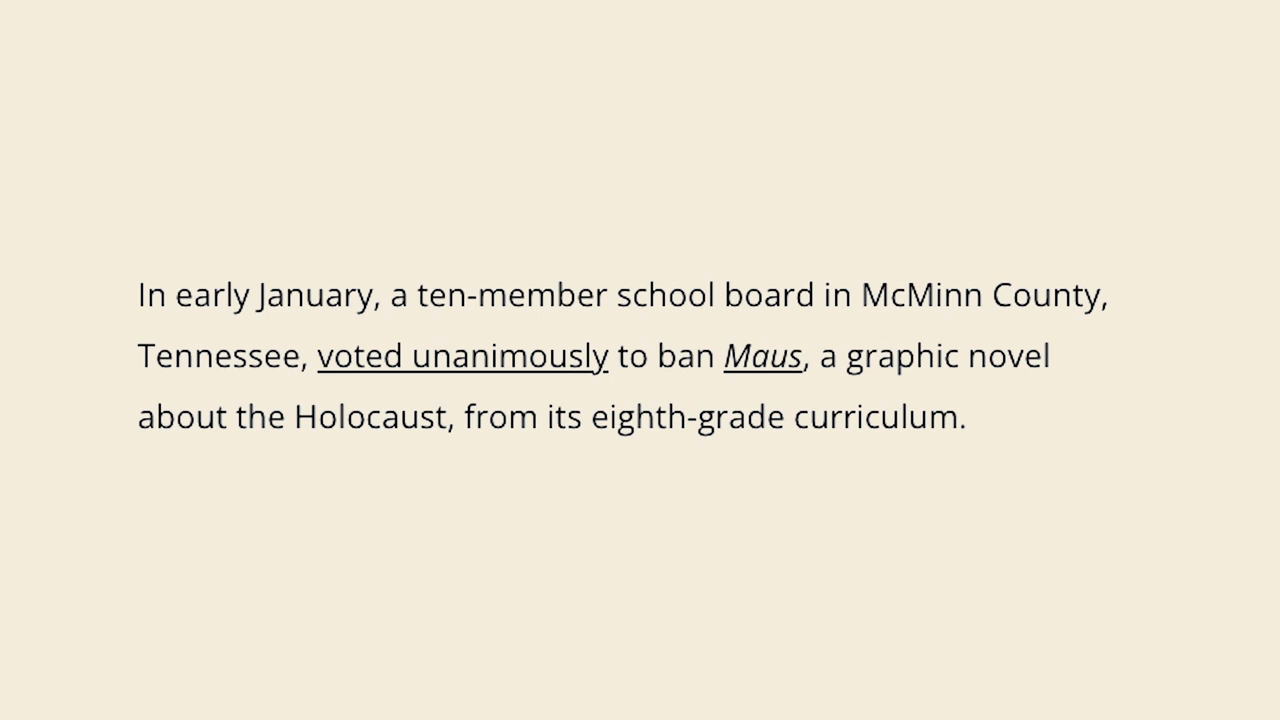 In early January, a ten-member school board in McMinn County,
Tennessee, voted unanimously to ban Maus, a graphic novel
about the Holocaust, from its eighth-grade curriculum.